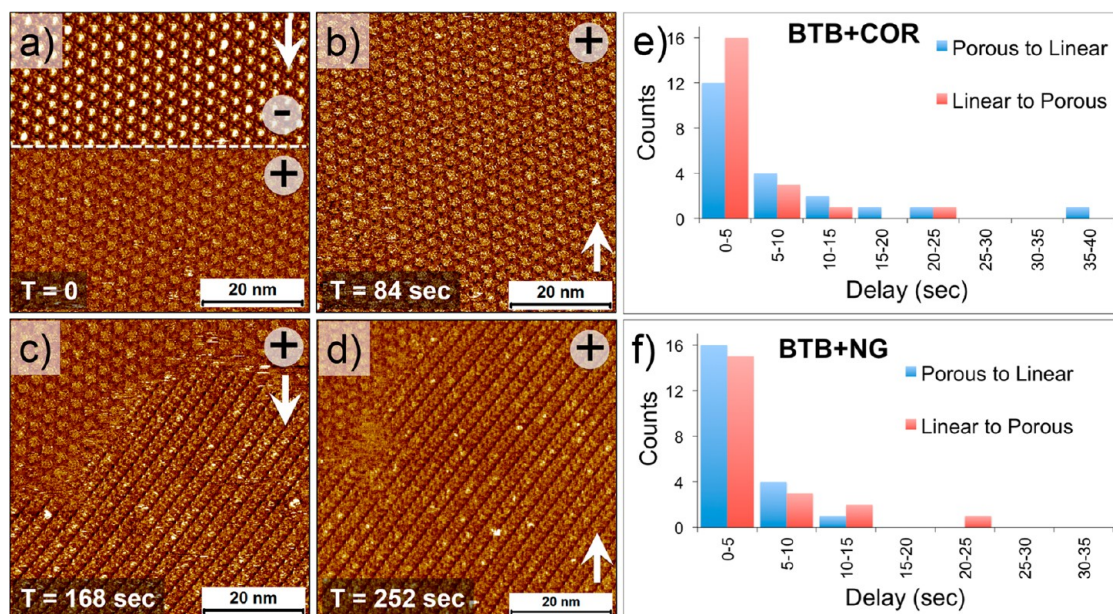 a)
-
+
T = 0
20 nm
b)
+
T = 84 sec
20 nm
c)
+
T = 168 sec
20 nm
d)
+
T = 252 sec
20 nm
e)
BTB+COR
Porous to Linear
Linear to Porous
Counts
16
12
8
4
0
0-5
5-10
10-15
15-20
20-25
25-30
30-35
35-40
Delay (sec)
f)
BTB+NG
Porous to Linear
Linear to Porous
Counts
16
12
8
4
0
0-5
5-10
10-15
15-20
20-25
25-30
30-35
Delay (sec)